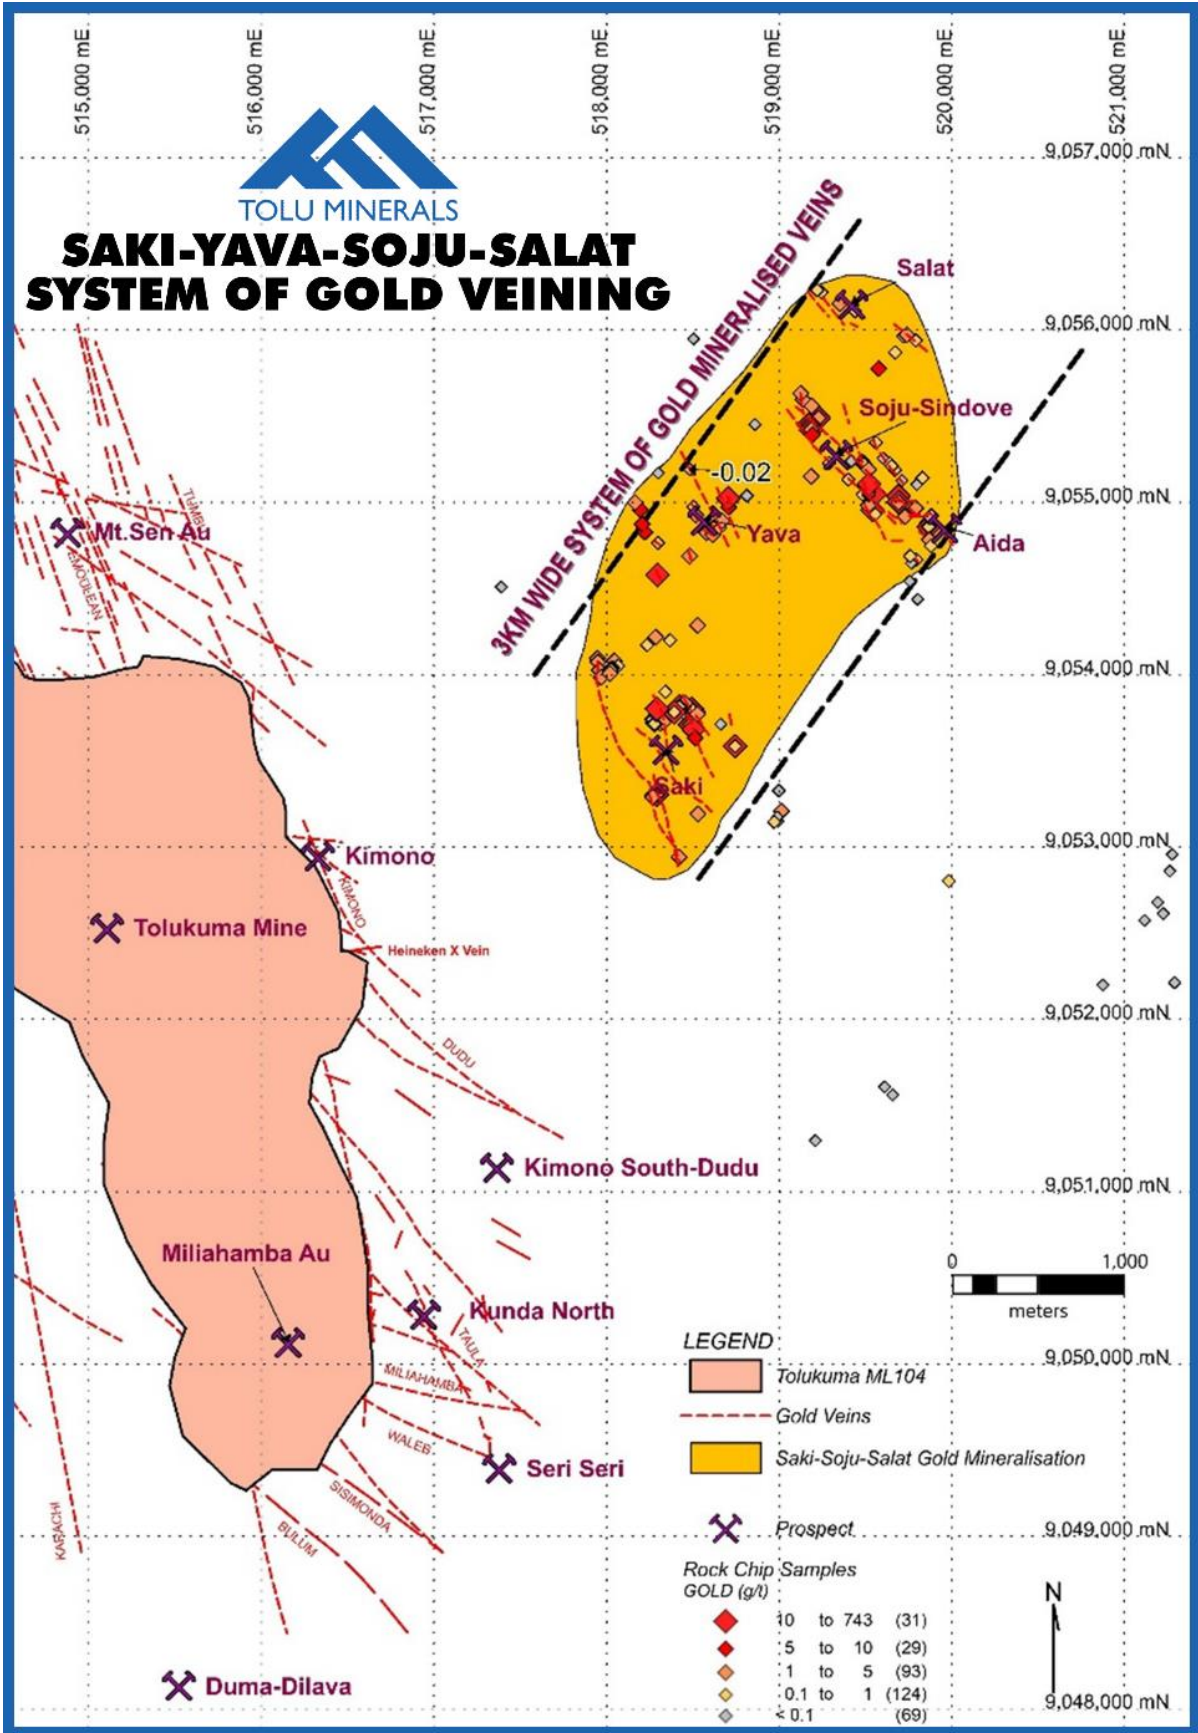 515,000 mE
516,000 mE
517,000 mE
518,000 mE
519,000 mE
520,000 mE
521,000 mE
9,057,000 mN
TOLU MINERALS
SAKI-YAVA-SOJU-SALAT
SYSTEM OF GOLD VEINING
3KM WIDE SYSTEM OF GOLD MINERALISED VEINS
Salat
9,056,000 mN
Soju-Sindove
-0.02
9,055,000 mN
Mt.Sen Au
Yava
Aida
9,054,000 mN
Saki
9,053,000 mN
Kimono
KIMONO
Tolukuma Mine
Heineken X Vein
9,052,000 mN
DUDU
Kimono South-Dudu
9,051,000 mN
Miliahamba Au
0 1,000
meters
Kunda North
TAULA
LEGEND
9,050,000 mN
MILIAHAMBA
Tolukuma ML104
Gold Veins
WALEB
Seri Seri
Saki-Soju-Salat Gold Mineralisation
SISIMONDA
KARACHI
BULUM
Prospect
9,049,000 mN
Rock Chip Samples
GOLD (g/t)
N
10 to 743 (31)
5 to 10 (29)
1 to 5 (93)
0.1 to 1 (124)
< 0.1 (69)
Duma-Dilava
9,048,000 mN